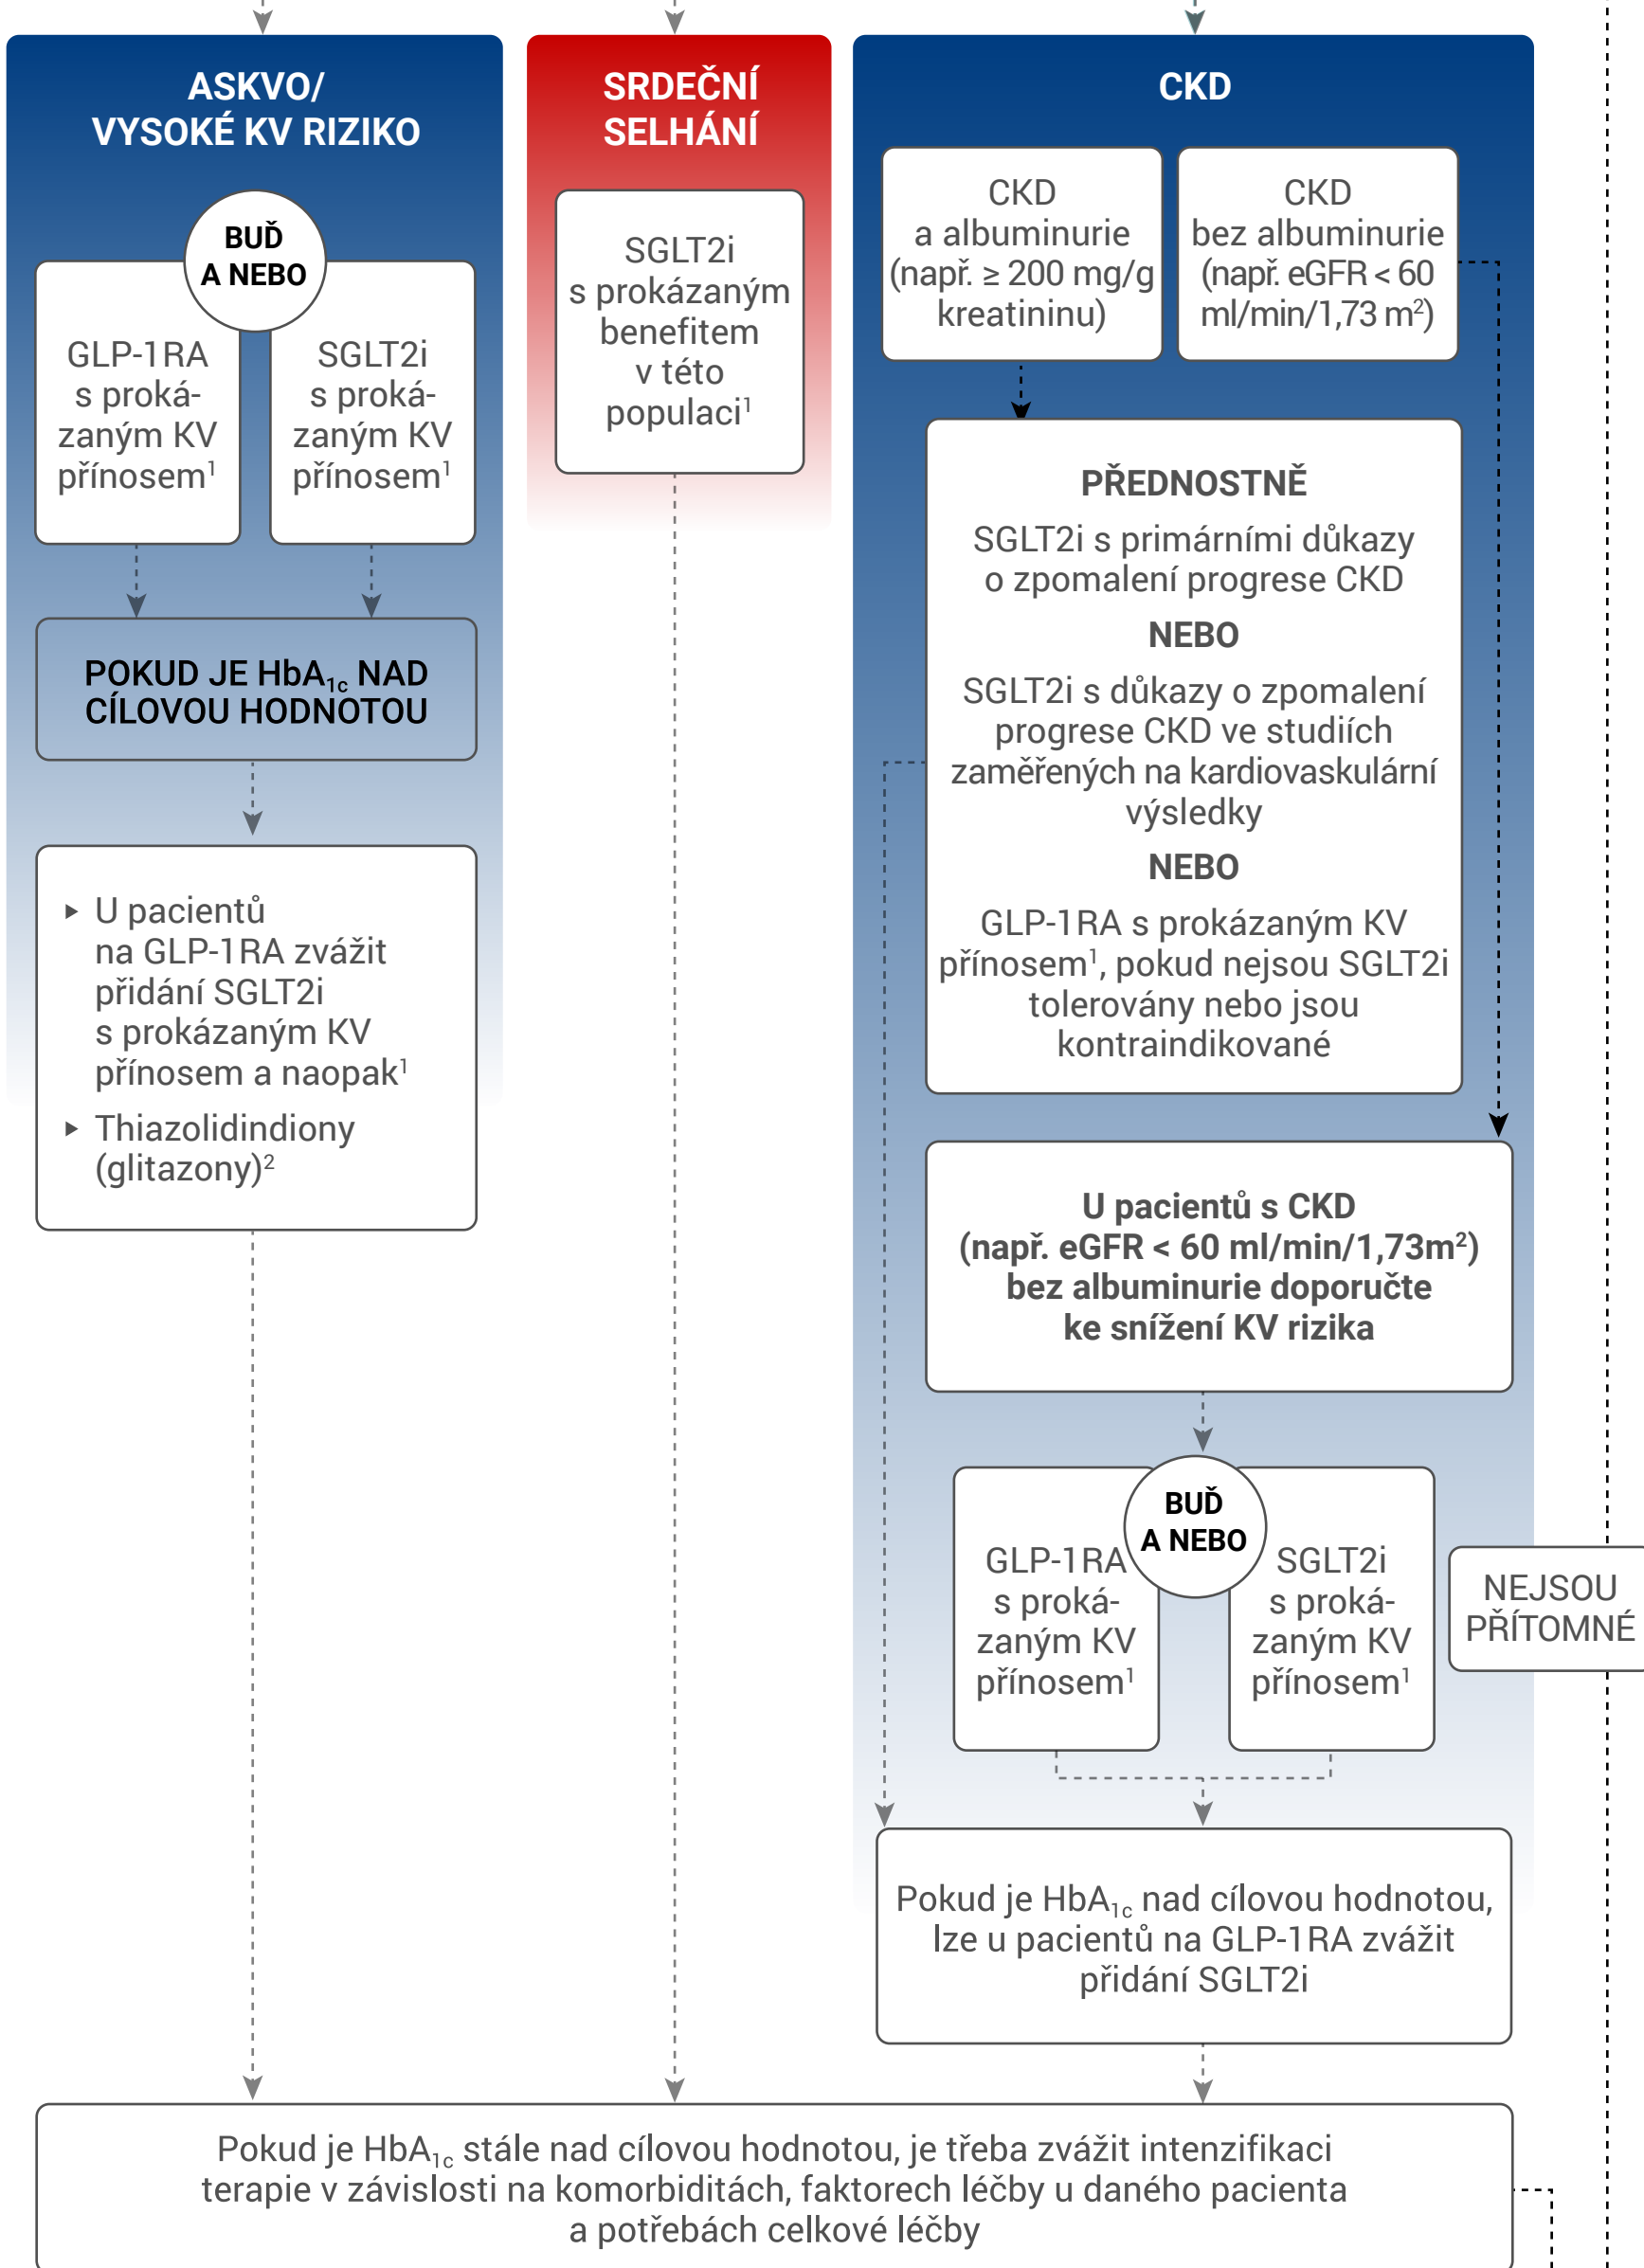 ASKVO/
VYSOKÉ KV RIZIKO
BUĎ
A NEBO
GLP-1RA
s proká-
zaným KV
přínosem¹
SGLT2i
s proká-
zaným KV
přínosem¹
POKUD JE HbA₁c NAD
CÍLOVOU HODNOTOU
▸ U pacientů
na GLP-1RA zvážit
přidání SGLT2i
s prokázaným KV
přínosem a naopak¹
▸ Thiazolidindiony
(glitazony)²
SRDEČNÍ
SELHÁNÍ
SGLT2i
s prokázaným
benefitem
v této
populaci¹
CKD
CKD
a albuminurie
(např. ≥ 200 mg/g
kreatininu)
CKD
bez albuminurie
(např. eGFR < 60
ml/min/1,73 m²)
PŘEDNOSTNĚ
SGLT2i s primárními důkazy
o zpomalení progrese CKD
NEBO
SGLT2i s důkazy o zpomalení
progrese CKD ve studiích
zaměřených na kardiovaskulární
výsledky
NEBO
GLP-1RA s prokázaným KV
přínosem¹, pokud nejsou SGLT2i
tolerovány nebo jsou
kontraindikované
U pacientů s CKD
(např. eGFR < 60 ml/min/1,73m²)
bez albuminurie doporučte
ke snížení KV rizika
BUĎ
A NEBO
GLP-1RA
s proká-
zaným KV
přínosem¹
SGLT2i
s proká-
zaným KV
přínosem¹
NEJSOU
PŘÍTOMNÉ
Pokud je HbA₁c nad cílovou hodnotou,
lze u pacientů na GLP-1RA zvážit
přidání SGLT2i
Pokud je HbA₁c stále nad cílovou hodnotou, je třeba zvážit intenzifikaci
terapie v závislosti na komorbiditách, faktorech léčby u daného pacienta
a potřebách celkové léčby